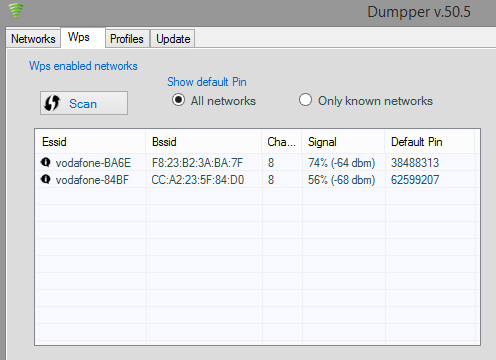 Dumpper v.50.5
Networks Wps Profiles Update
Wps enabled networks
Show default Pin
Scan All networks Only known networks
Essid Bssid Cha... Signal Default Pin
vodafone-BA6E F8:23:B2:3A:BA:7F 8 74% (-64 dbm) 38488313
vodafone-84BF CC:A2:23:5F:84:D0 8 56% (-68 dbm) 62599207